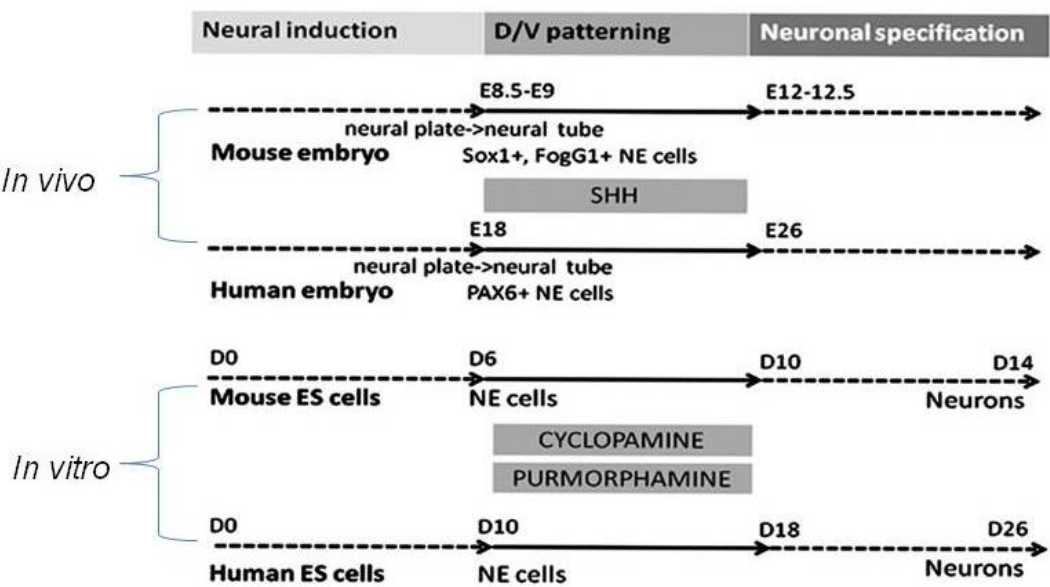 Neural induction D/V patterning Neuronal specification
E8.5-E9 E12-12.5
neural plate->neural tube
Mouse embryo Sox1+, FogG1+ NE cells
In vivo
SHH
E18 E26
neural plate->neural tube
Human embryo PAX6+ NE cells
D0 D6 D10 D14
Mouse ES cells NE cells Neurons
CYCLOPAMINE
In vitro
PURMORPHAMINE
D0 D10 D18 D26
Human ES cells NE cells Neurons